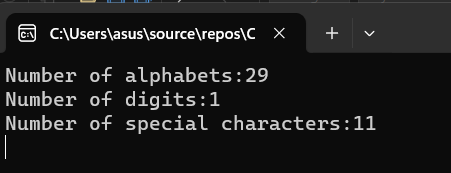 C:\Users\asus\source\repos\C
Number of alphabets:29
Number of digits:1
Number of special characters:11